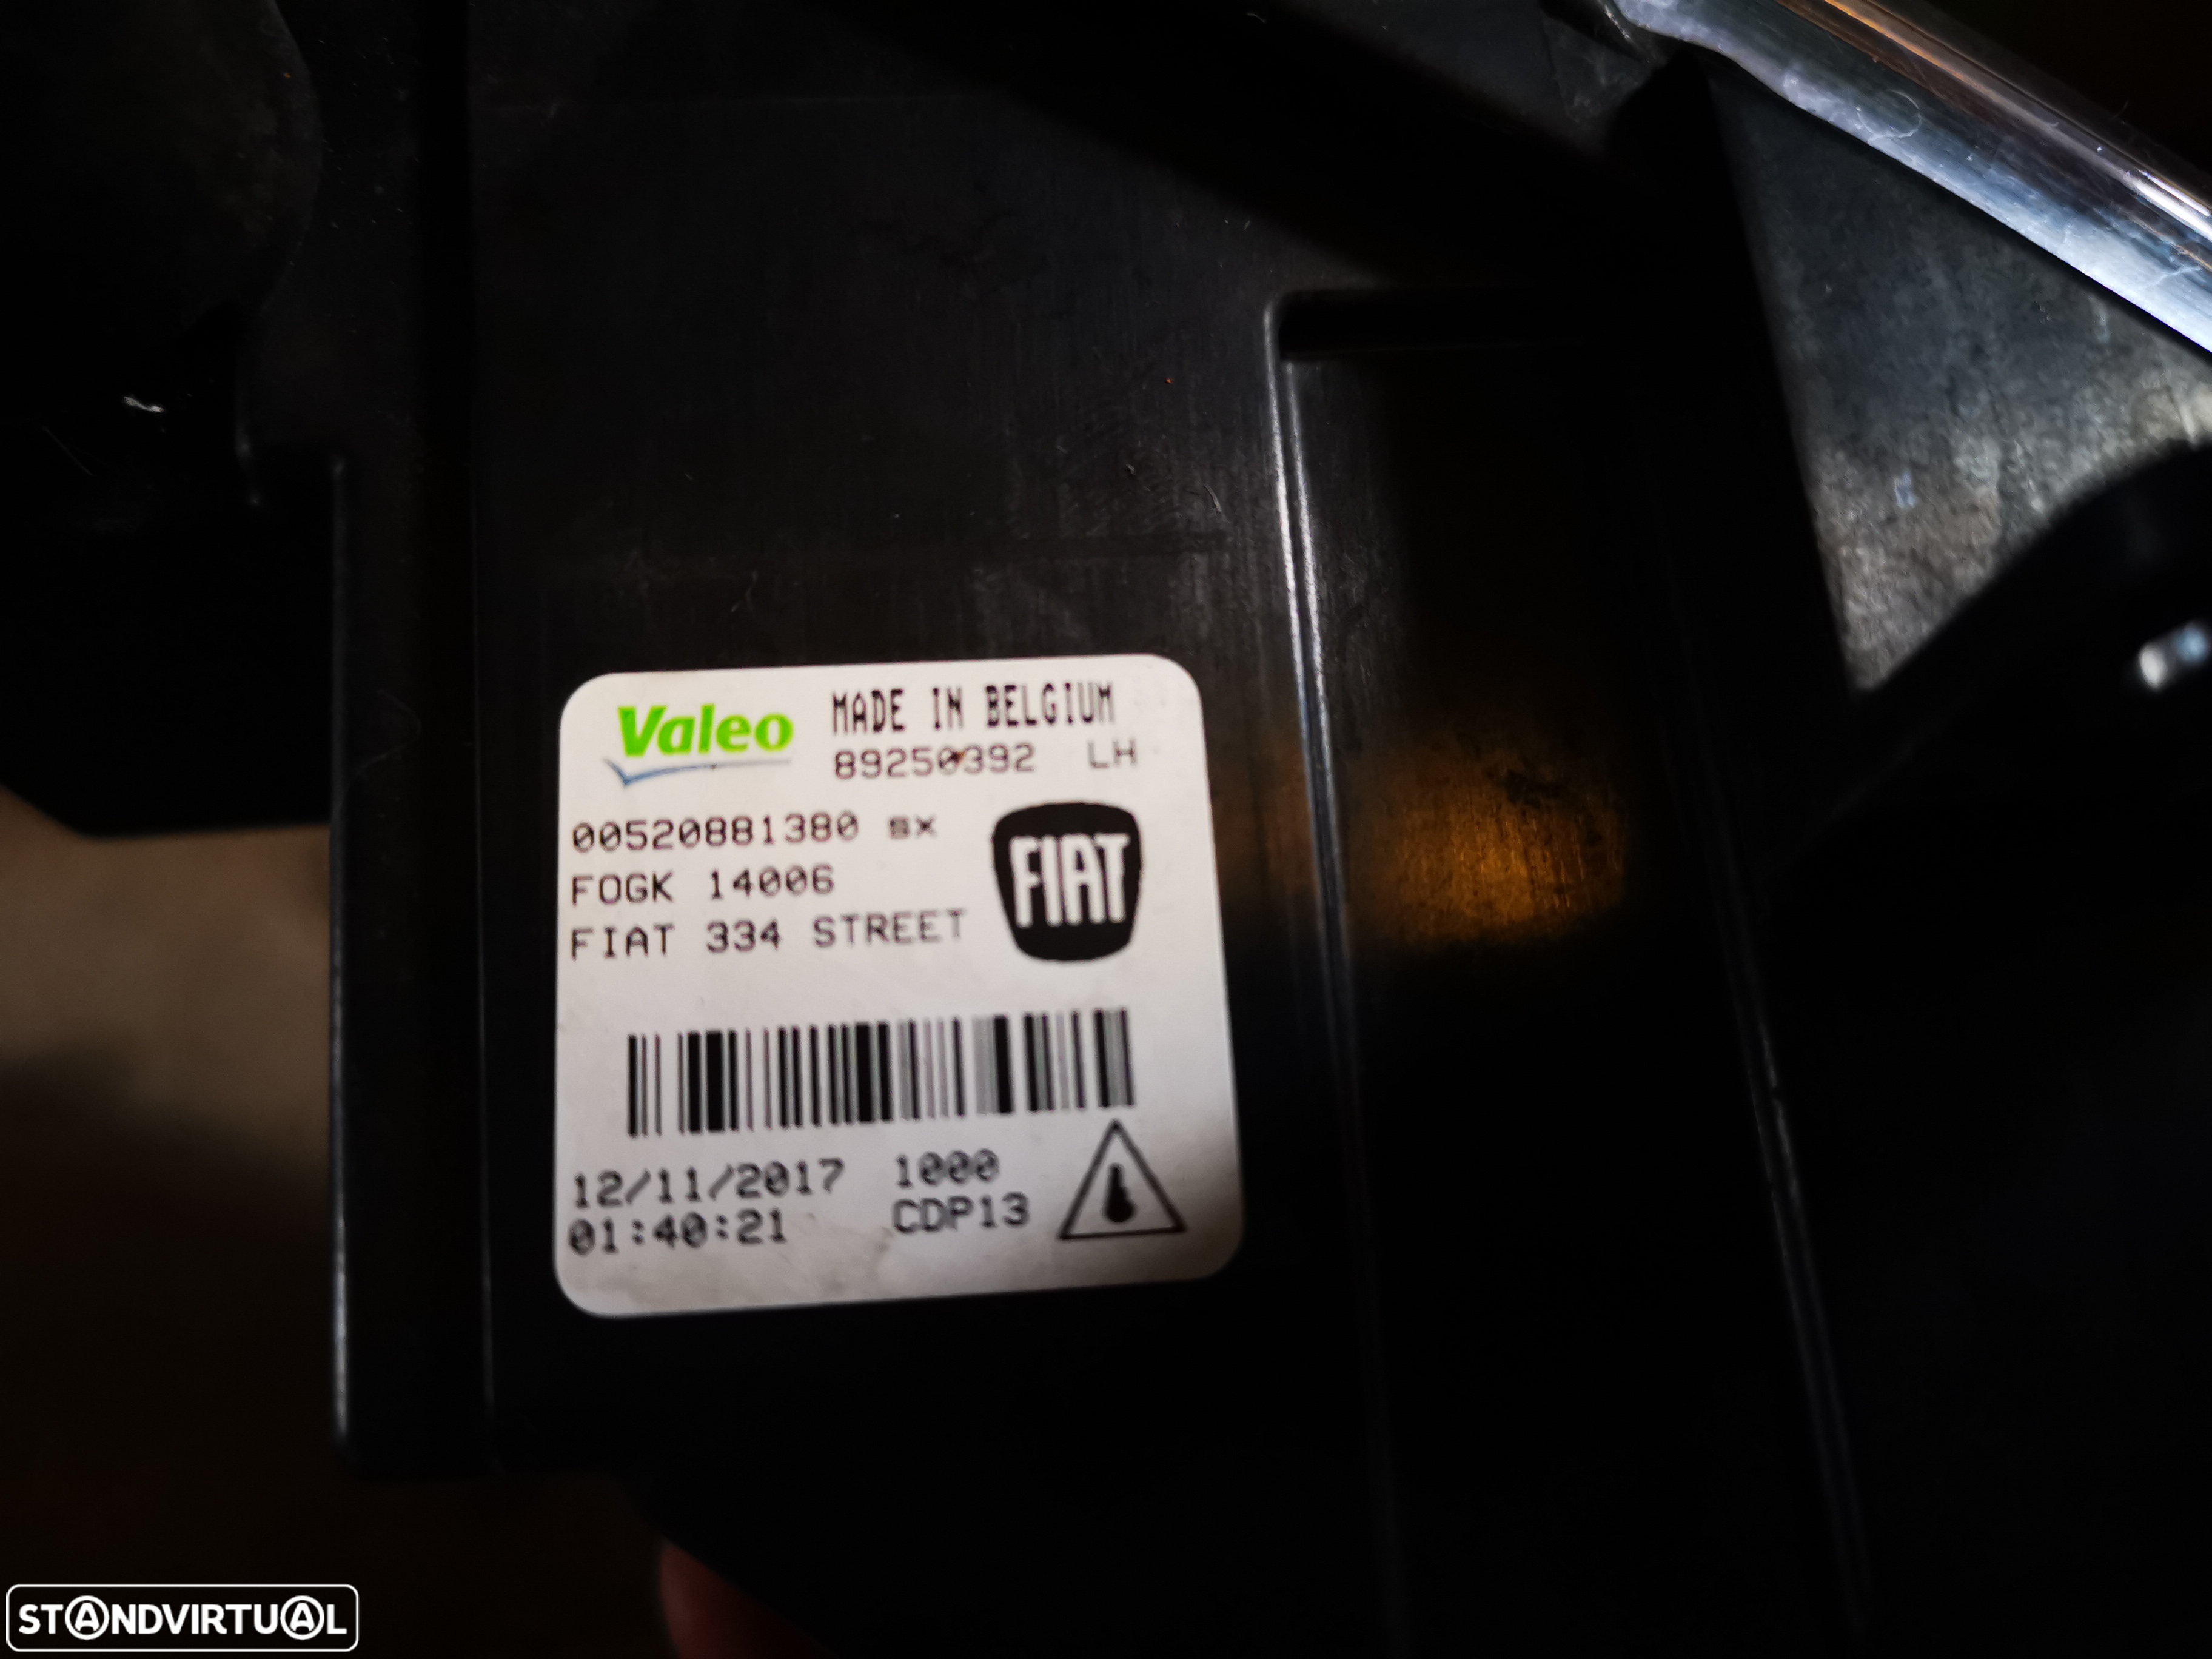 Valeo MADE IN BELGIUM
89250392 LH
00520881380 sx
FOGK 14006
FIAT 334 STREET
FIAT
12/11/2017 1000
01:40:21 CDP13
STANDVIRTUAL